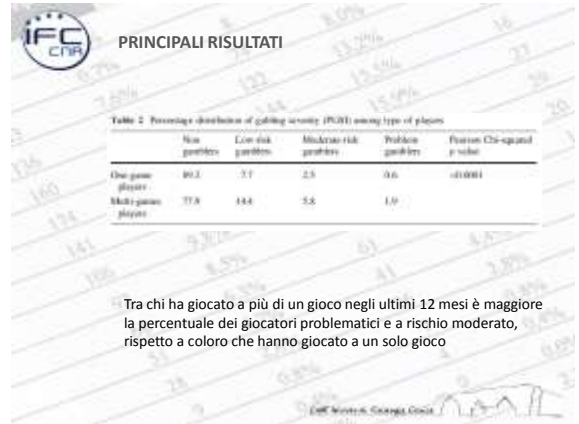 IFC
CNR
PRINCIPALI RISULTATI
Table 2 Percentage distribution of gabling severity (PGSI) among type of players
Non gamblers Low risk gamblers Moderate risk gamblers Problem gamblers Pearson Chi-squared p value
One-game players 89.2 7.7 2.5 0.6 <0.0001
Multi-games players 77.9 14.4 5.8 1.9
Tra chi ha giocato a più di un gioco negli ultimi 12 mesi è maggiore
la percentuale dei giocatori problematici e a rischio moderato,
rispetto a coloro che hanno giocato a un solo gioco